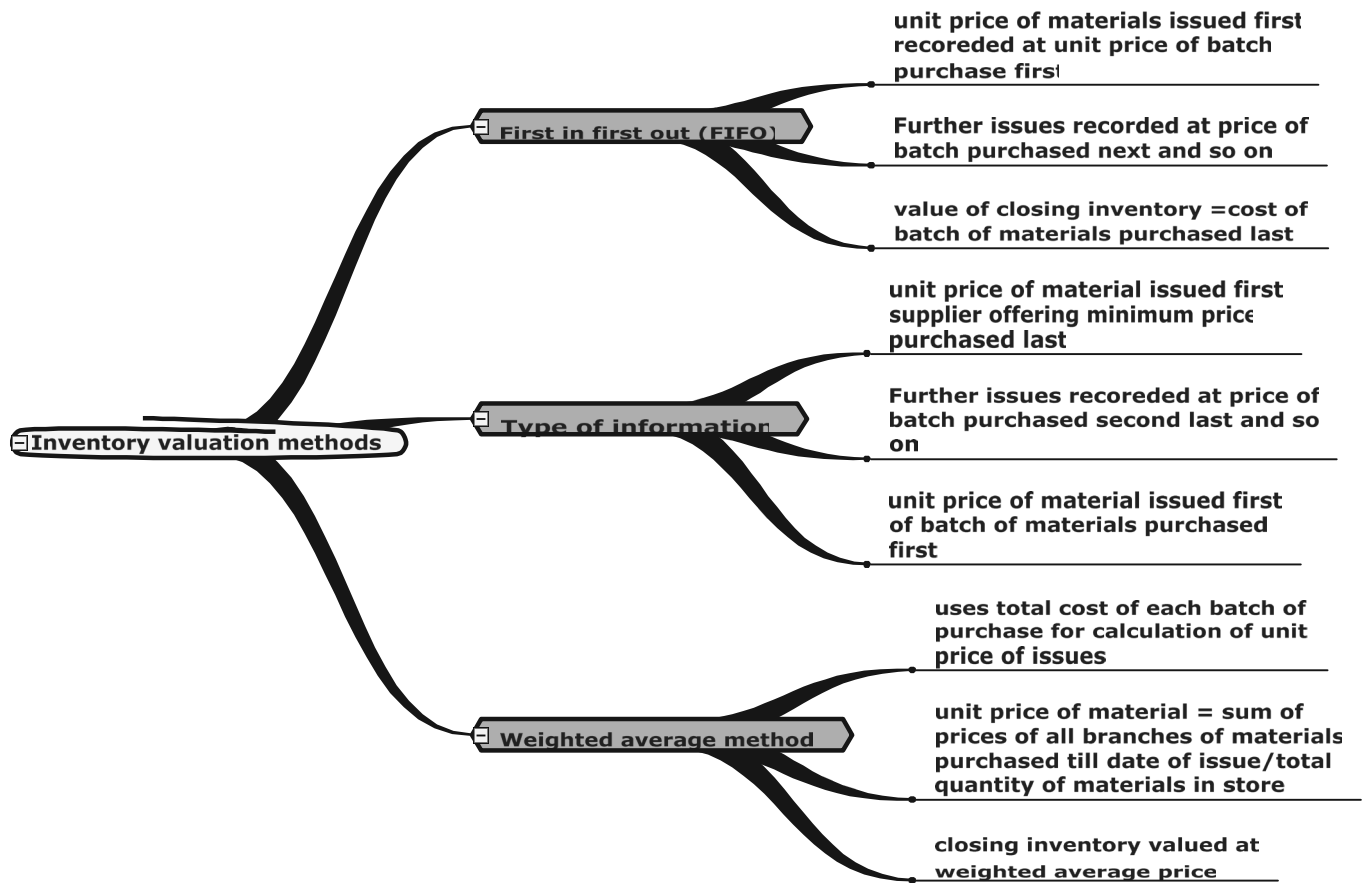 unit price of materials issued first
recoreded at unit price of batch
purchase first
First in first out (FIFO)
Further issues recorded at price of
batch purchased next and so on
value of closing inventory =cost of
batch of materials purchased last
unit price of material issued first
supplier offering minimum price
purchased last
Inventory valuation methods
Type of information
Further issues recoreded at price of
batch purchased second last and so
on
unit price of material issued first
of batch of materials purchased
first
uses total cost of each batch of
purchase for calculation of unit
price of issues
Weighted average method
unit price of material = sum of
prices of all branches of materials
purchased till date of issue/total
quantity of materials in store
closing inventory valued at
weighted average price